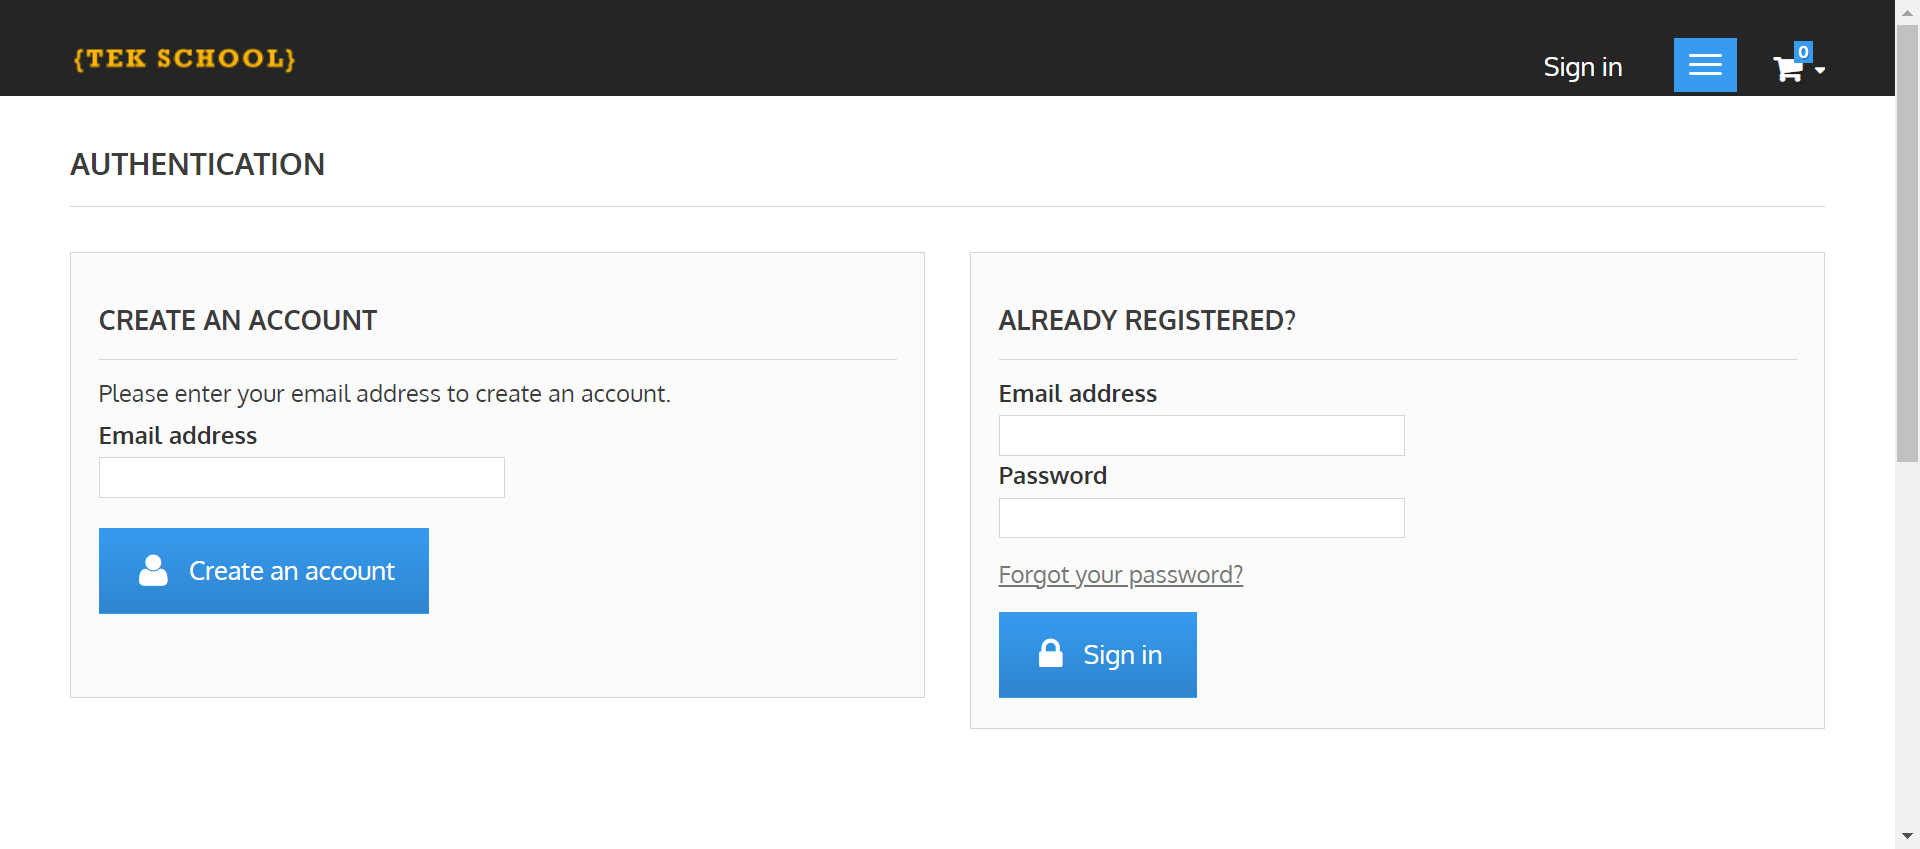 {TEK SCHOOL}
Sign in
0
AUTHENTICATION
CREATE AN ACCOUNT
Please enter your email address to create an account.
Email address
Create an account
ALREADY REGISTERED?
Email address
Password
Forgot your password?
Sign in